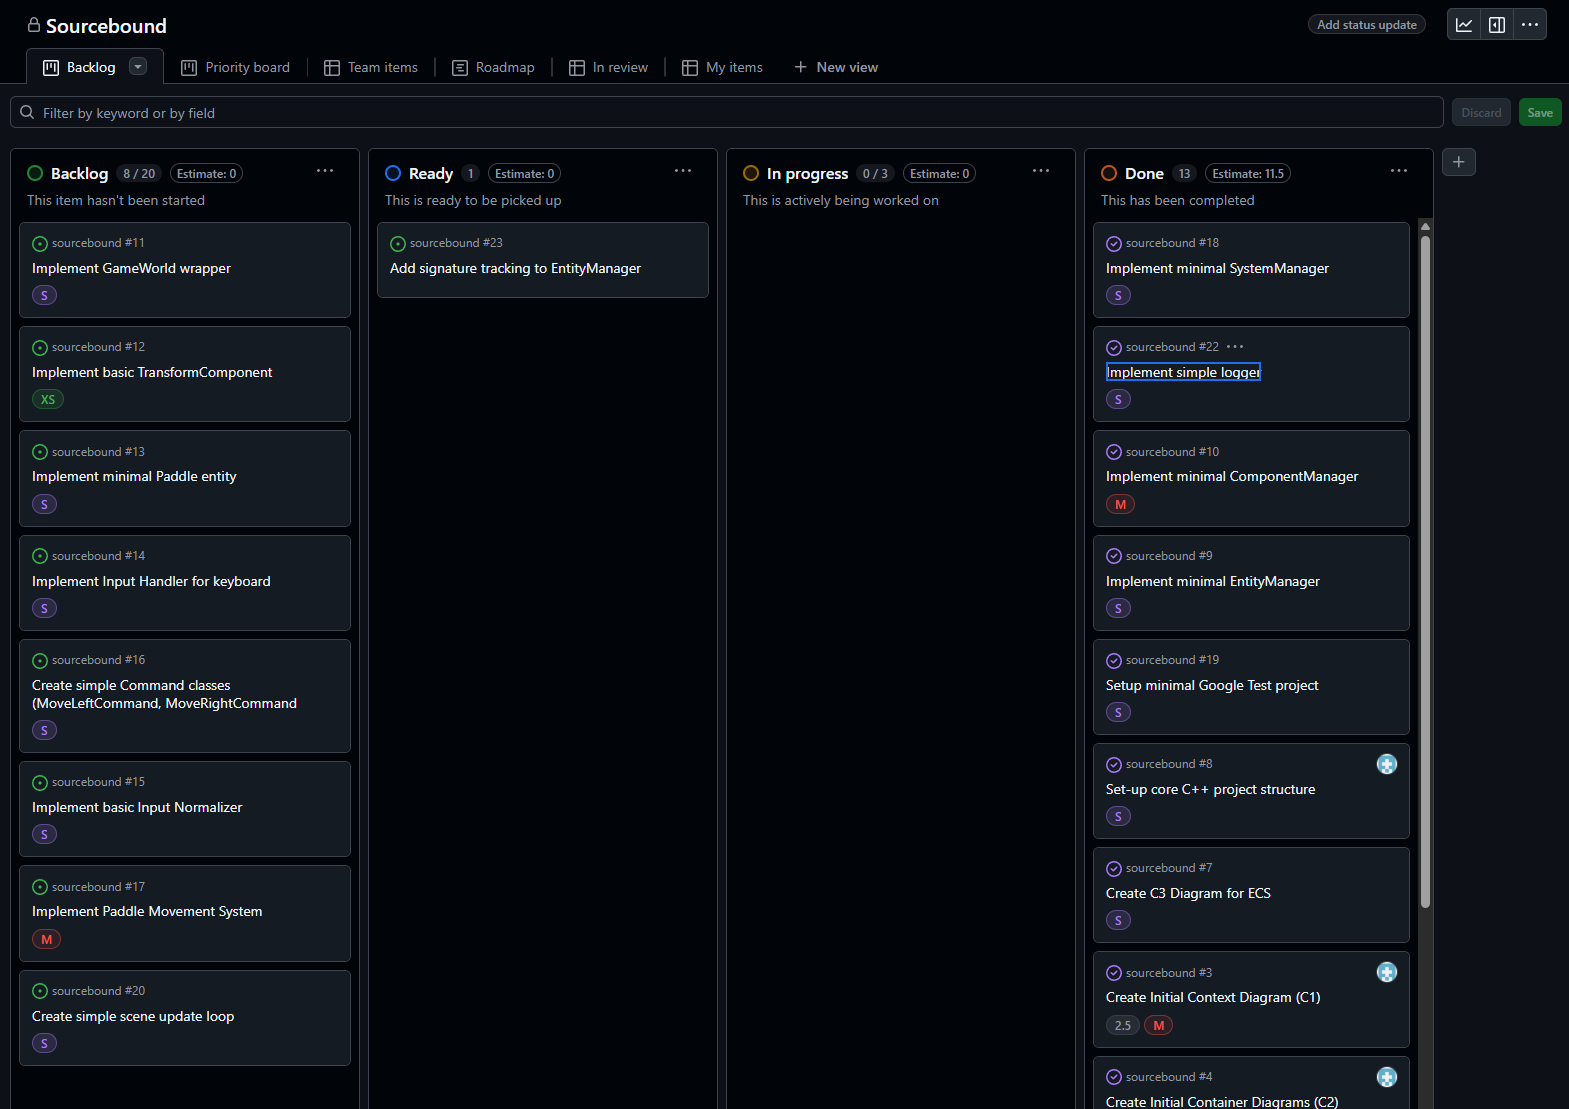 Sourcebound
Add status update
Backlog
Priority board
Team items
Roadmap
In review
My items
New view
Filter by keyword or by field
Discard
Save
Backlog 8 / 20 Estimate: 0
This item hasn't been started
sourcebound #11
Implement GameWorld wrapper
S
sourcebound #12
Implement basic TransformComponent
XS
sourcebound #13
Implement minimal Paddle entity
S
sourcebound #14
Implement Input Handler for keyboard
S
sourcebound #16
Create simple Command classes
(MoveLeftCommand, MoveRightCommand
S
sourcebound #15
Implement basic Input Normalizer
S
sourcebound #17
Implement Paddle Movement System
M
sourcebound #20
Create simple scene update loop
S
Ready 1 Estimate: 0
This is ready to be picked up
sourcebound #23
Add signature tracking to EntityManager
In progress 0 / 3 Estimate: 0
This is actively being worked on
Done 13 Estimate: 11.5
This has been completed
sourcebound #18
Implement minimal SystemManager
S
sourcebound #22
Implement simple logger
S
sourcebound #10
Implement minimal ComponentManager
M
sourcebound #9
Implement minimal EntityManager
S
sourcebound #19
Setup minimal Google Test project
S
sourcebound #8
Set-up core C++ project structure
S
sourcebound #7
Create C3 Diagram for ECS
S
sourcebound #3
Create Initial Context Diagram (C1)
2.5 M
sourcebound #4
Create Initial Container Diagrams (C2)